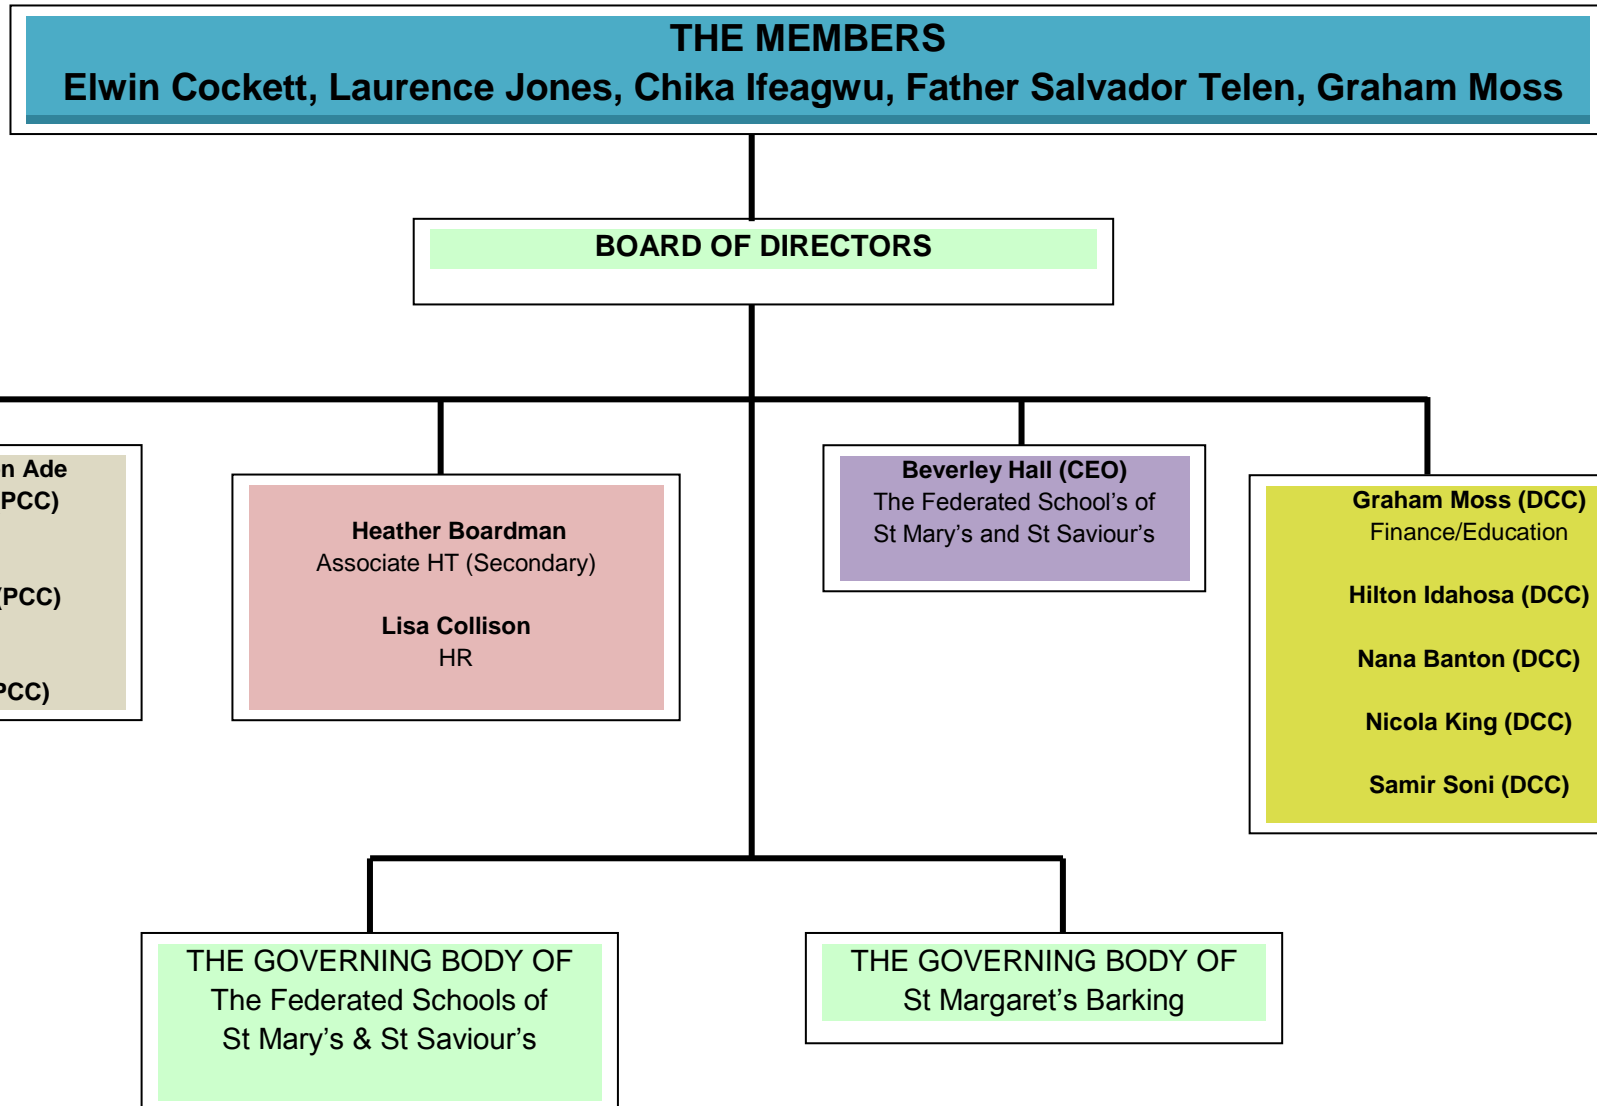 THE MEMBERS
Elwin Cockett, Laurence Jones, Chika Ifeagwu, Father Salvador Telen, Graham Moss
BOARD OF DIRECTORS
n Ade
PCC)
(PCC)
PCC)
Heather Boardman
Associate HT (Secondary)
Lisa Collison
HR
Beverley Hall (CEO)
The Federated School’s of
St Mary’s and St Saviour’s
Graham Moss (DCC)
Finance/Education
Hilton Idahosa (DCC)
Nana Banton (DCC)
Nicola King (DCC)
Samir Soni (DCC)
THE GOVERNING BODY OF
The Federated Schools of
St Mary’s & St Saviour’s
THE GOVERNING BODY OF
St Margaret’s Barking